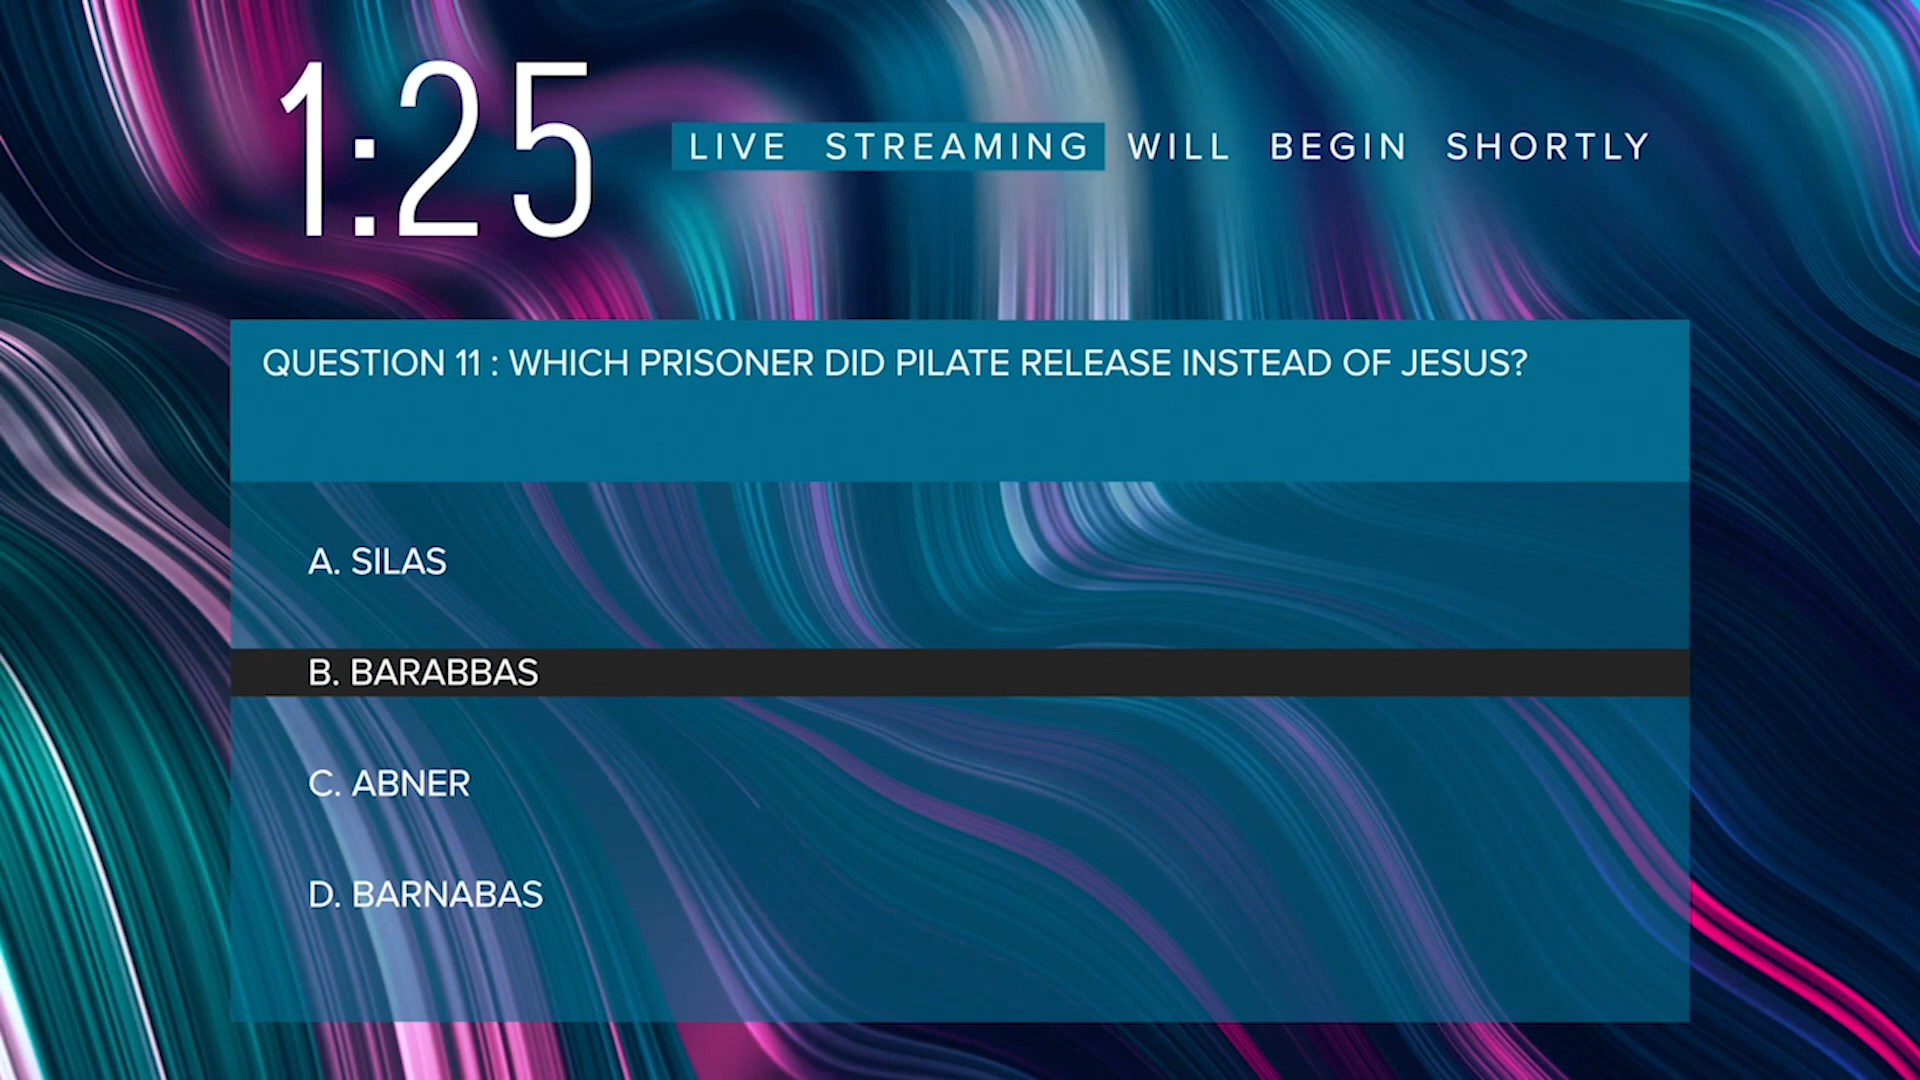 1:25
LIVE STREAMING WILL BEGIN SHORTLY
QUESTION 11 : WHICH PRISONER DID PILATE RELEASE INSTEAD OF JESUS?
A. SILAS
B. BARABBAS
C. ABNER
D. BARNABAS